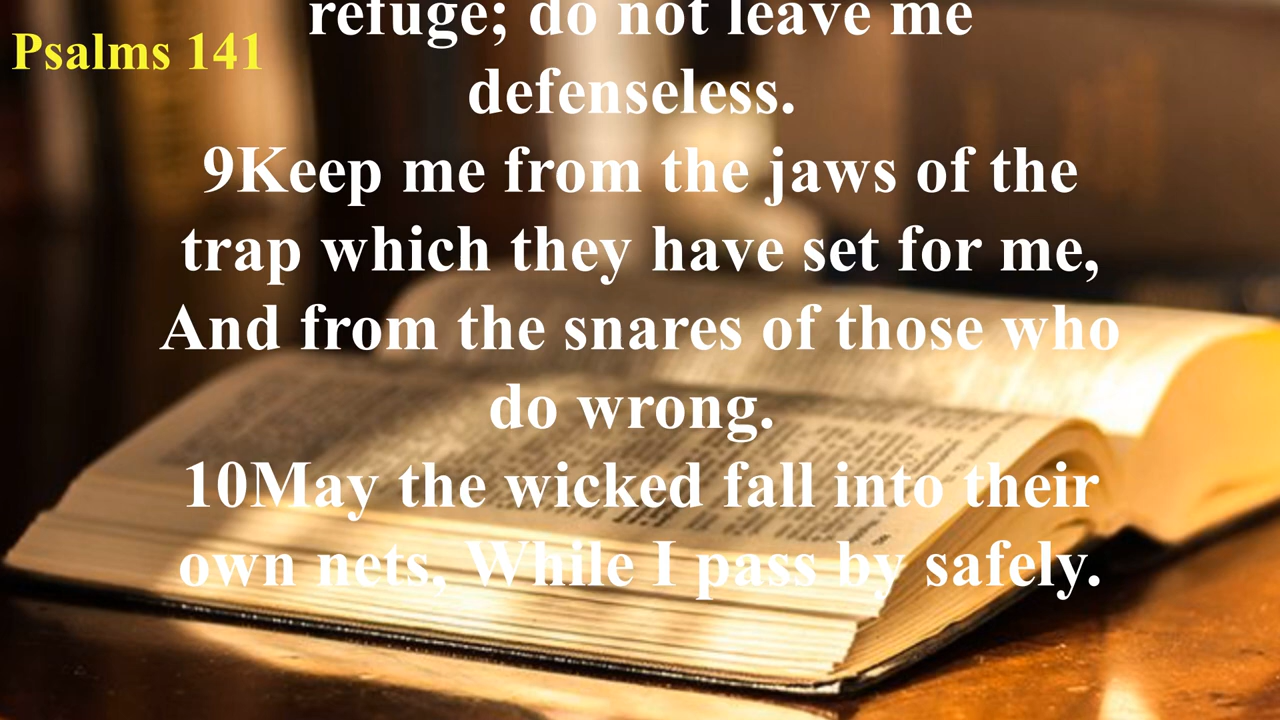 Psalms 141
refuge; do not leave me
defenseless.
9Keep me from the jaws of the
trap which they have set for me,
And from the snares of those who
do wrong.
10May the wicked fall into their
own nets, While I pass by safely.